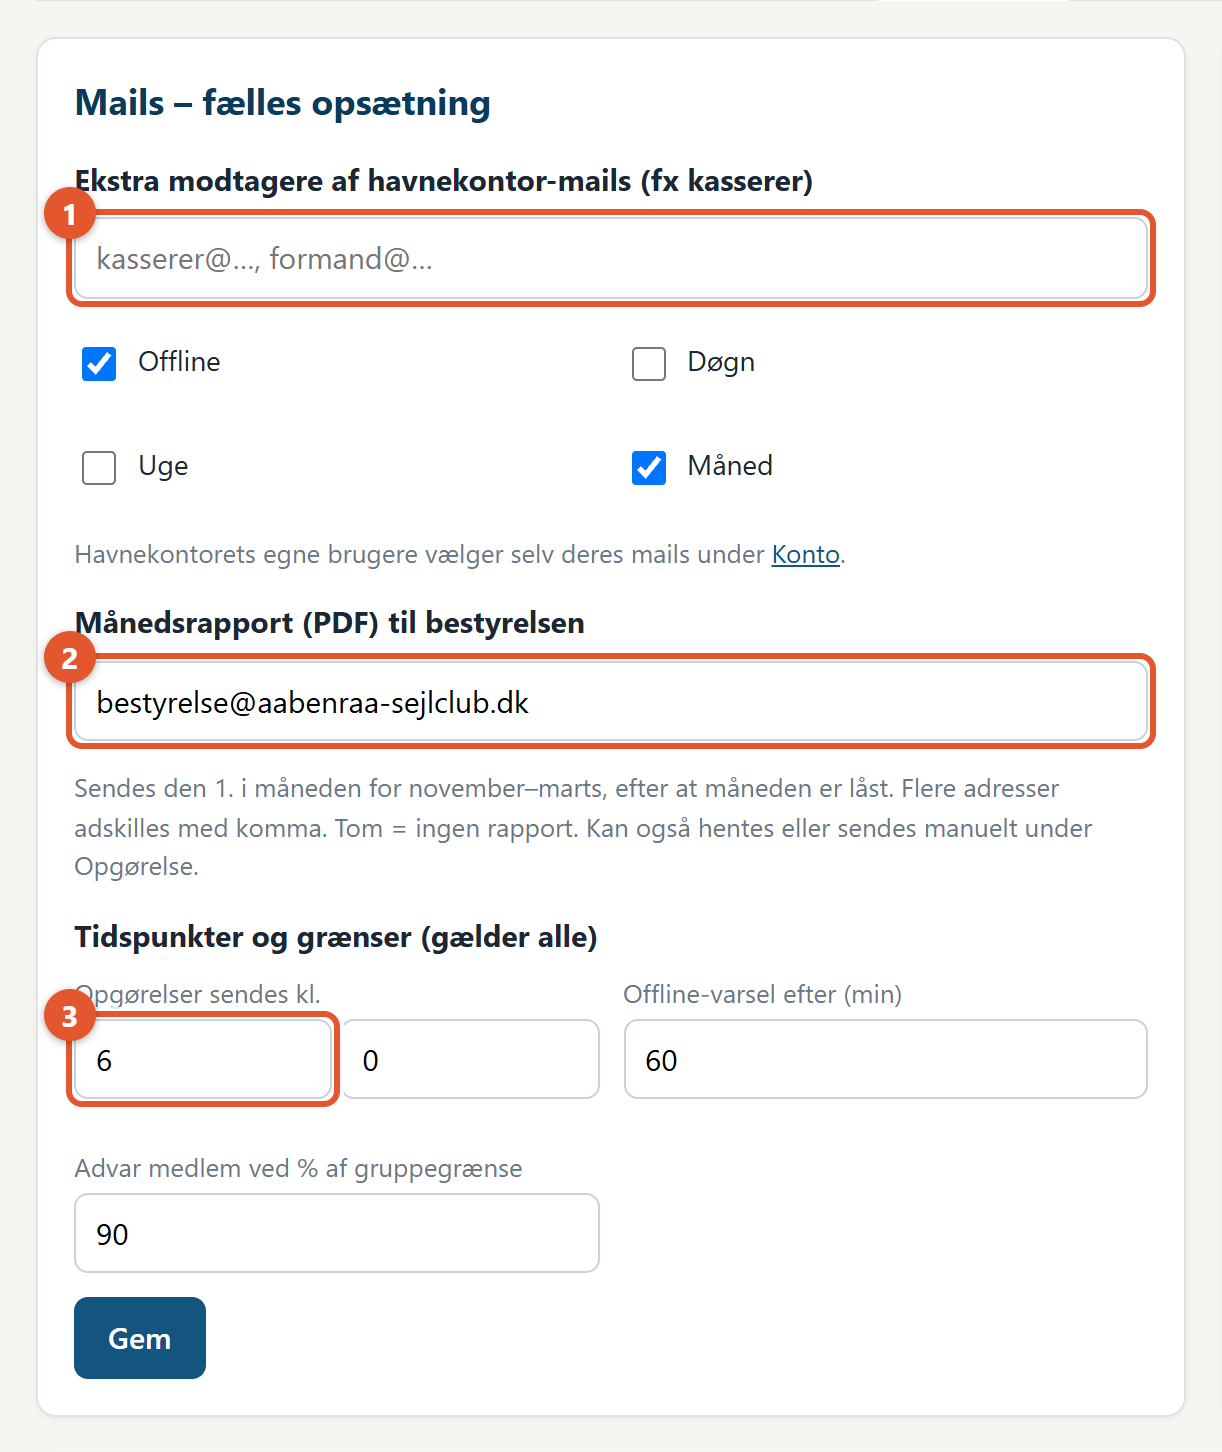 Mails – fælles opsætning
Ekstra modtagere af havnekontor-mails (fx kasserer)
1
kasserer@..., formand@...
Offline
Døgn
Uge
Måned
Havnekontorets egne brugere vælger selv deres mails under Konto.
Månedsrapport (PDF) til bestyrelsen
2
bestyrelse@aabenraa-sejlclub.dk
Sendes den 1. i måneden for november–marts, efter at måneden er låst. Flere adresser
adskilles med komma. Tom = ingen rapport. Kan også hentes eller sendes manuelt under
Opgørelse.
Tidspunkter og grænser (gælder alle)
Opgørelser sendes kl.
Offline-varsel efter (min)
3
6
0
60
Advar medlem ved % af gruppegrænse
90
Gem